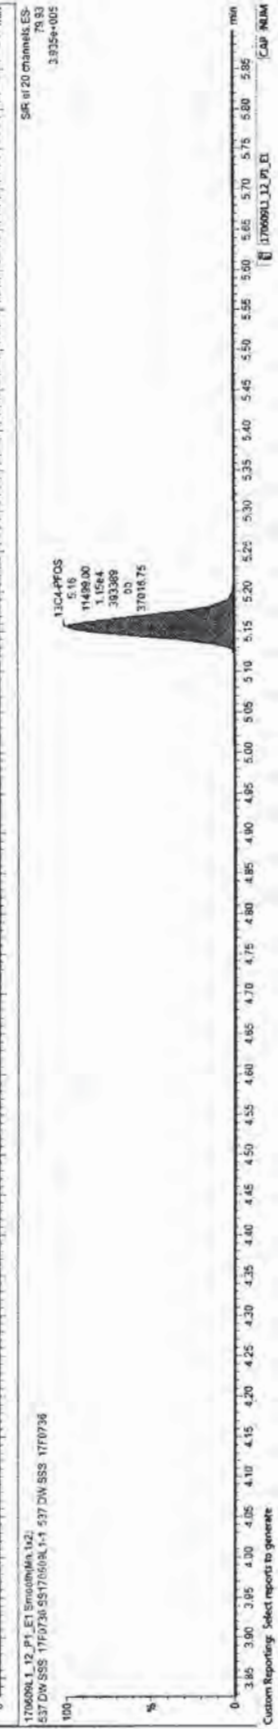 170609L1_12_P1_E1 Smooth(Mn,1x2)
537 DW SSS 17F0736 SS170609L1-1 537 DW SSS 17F0736
SIR of 20 channels,ES-
79.93
3.935e+005
100
%
0
13C4-PFOS
5.16
11499.00
1.15e4
393389
bb
37016.75
min
3.85 3.90 3.95 4.00 4.05 4.10 4.15 4.20 4.25 4.30 4.35 4.40 4.45 4.50 4.55 4.60 4.65 4.70 4.75 4.80 4.85 4.90 4.95 5.00 5.05 5.10 5.15 5.20 5.25 5.30 5.35 5.40 5.45 5.50 5.55 5.60 5.65 5.70 5.75 5.80 5.85
Custom Reporting: Select reports to generate
170609L1_12_P1_E1
CAP NUM